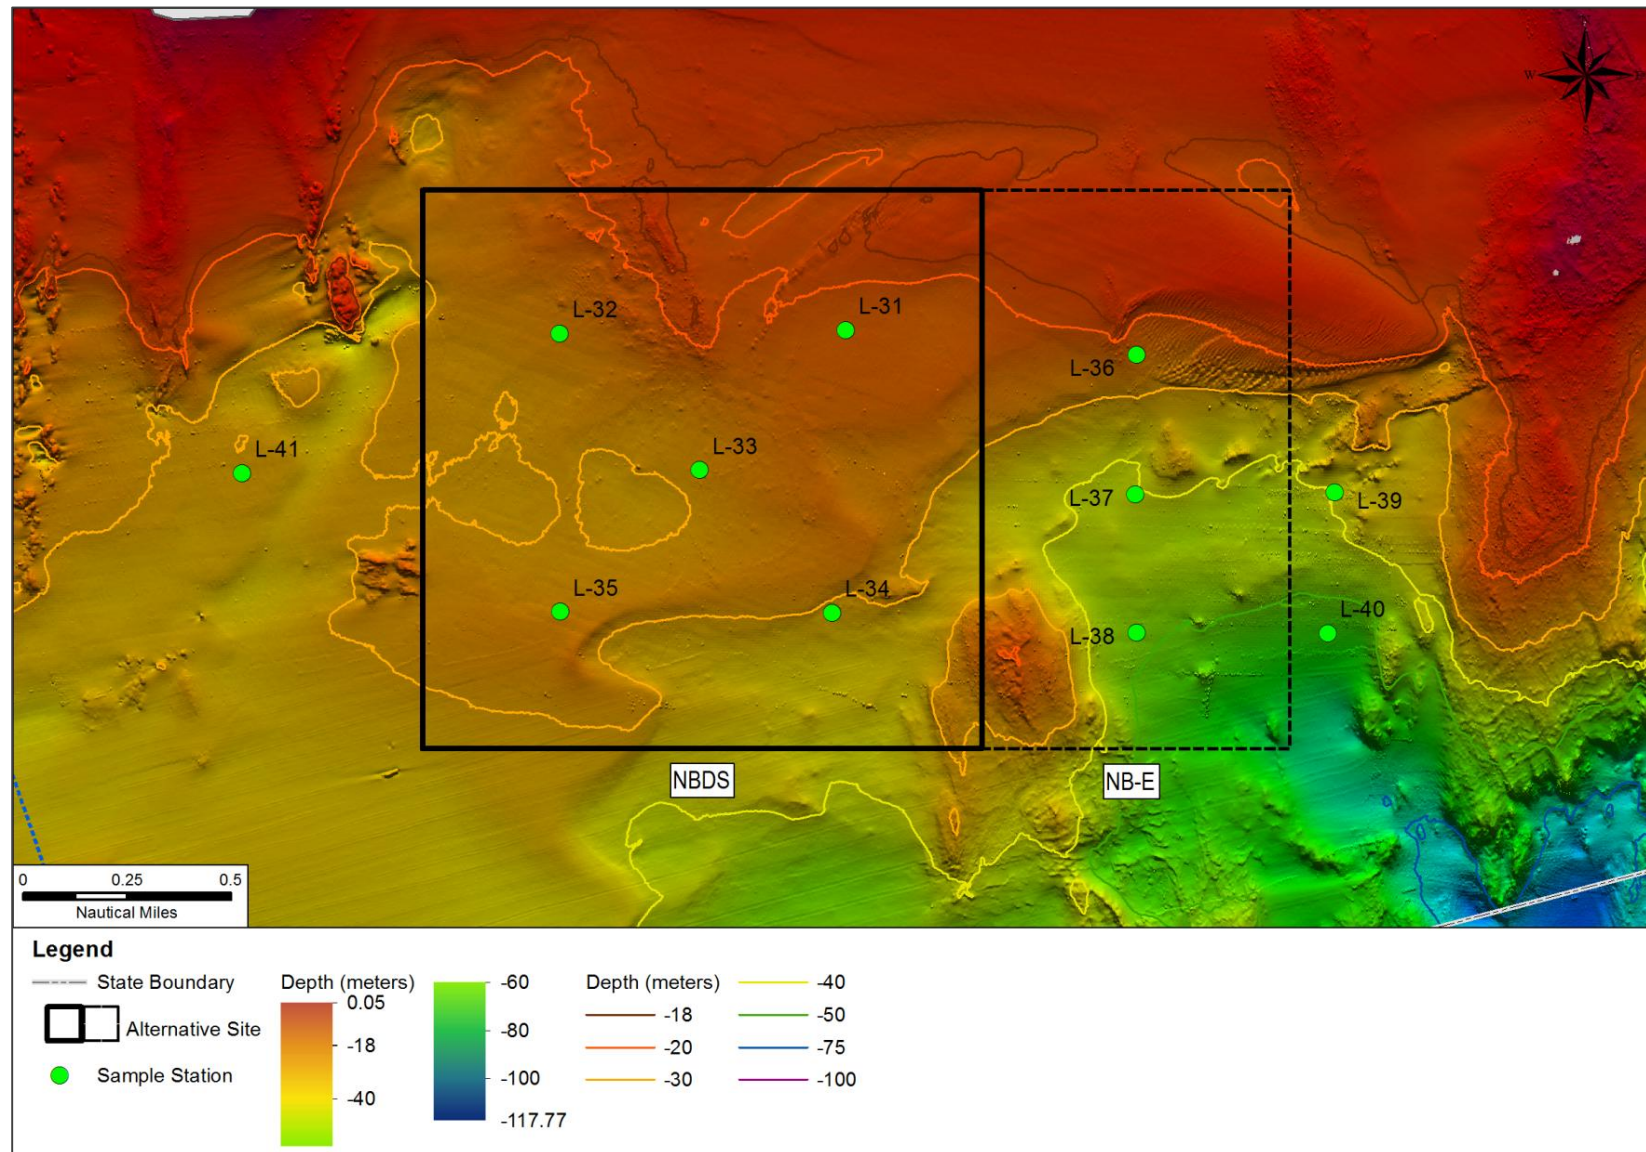 W
E
L-32
L-31
L-36
L-41
L-33
L-37
L-39
L-35
L-34
L-38
L-40
NBDS
NB-E
0 0.25 0.5
Nautical Miles
Legend
State Boundary
Alternative Site
Sample Station
Depth (meters)
0.05
-18
-40
-60
-80
-100
-117.77
Depth (meters)
-18
-20
-30
-40
-50
-75
-100